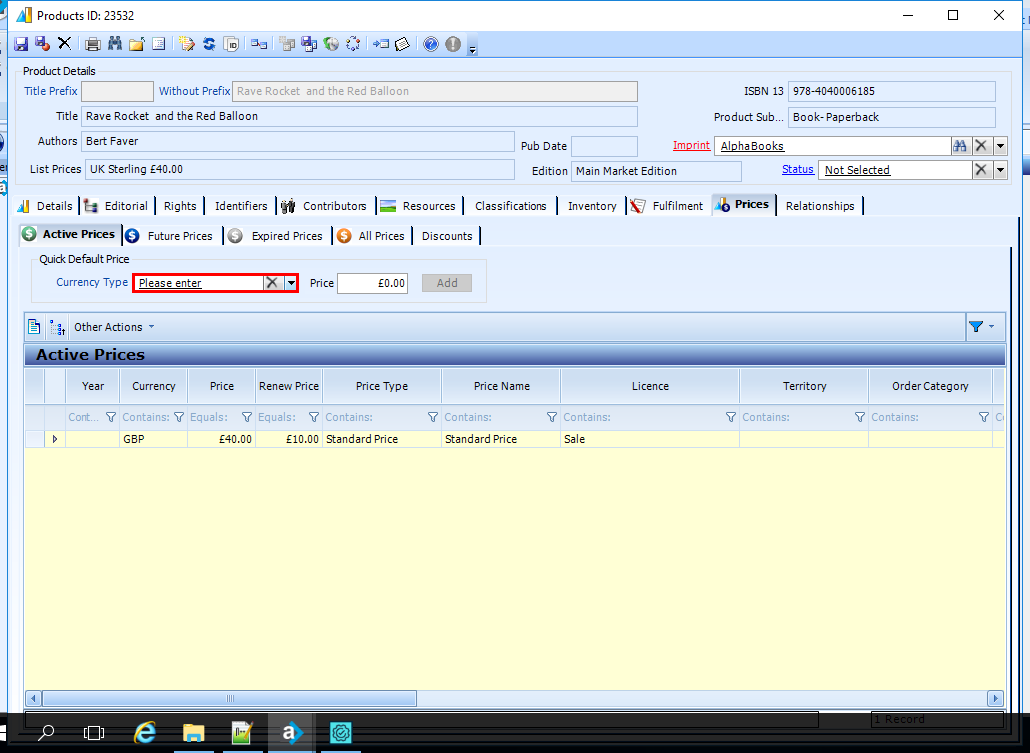 Products ID: 23532
Product Details
Title Prefix Without Prefix Rave Rocket and the Red Balloon ISBN 13 978-4040006185
Title Rave Rocket and the Red Balloon Product Sub... Book- Paperback
Authors Bert Faver Pub Date Imprint AlphaBooks
List Prices UK Sterling £40.00 Edition Main Market Edition Status Not Selected
Details Editorial Rights Identifiers Contributors Resources Classifications Inventory Fulfilment Prices Relationships
Active Prices Future Prices Expired Prices All Prices Discounts
Quick Default Price
Currency Type Please enter Price £0.00 Add
Other Actions
Active Prices
Year Currency Price Renew Price Price Type Price Name Licence Territory Order Category
Cont... Contains: Equals: Equals: Contains: Contains: Contains: Contains: Contains:
GBP £40.00 £10.00 Standard Price Standard Price Sale
1 Record